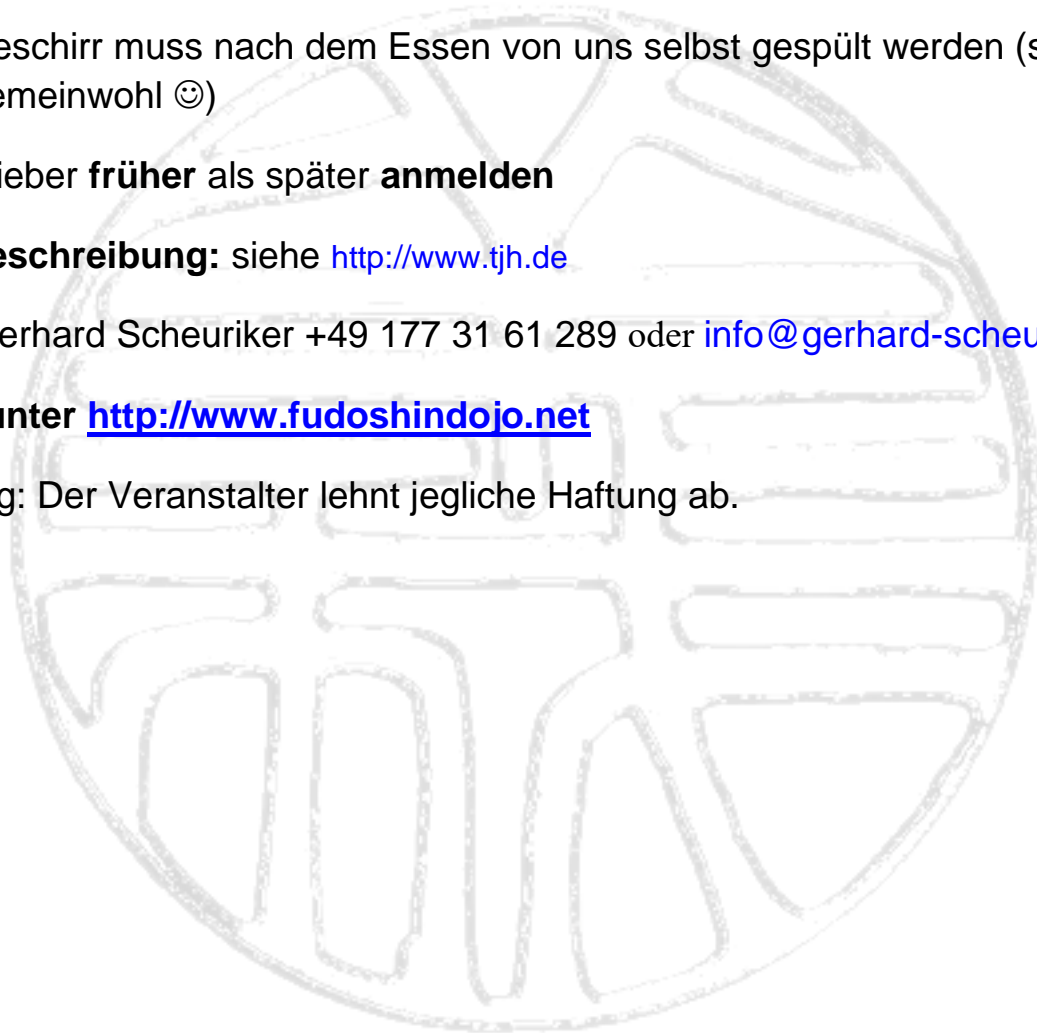 eschirr muss nach dem Essen von uns selbst gespült werden (s
emeinwohl ☺)
ieber früher als später anmelden
eschreibung: siehe http://www.tjh.de
erhard Scheuriker +49 177 31 61 289 oder info@gerhard-scheu
unter http://www.fudoshindojo.net
g: Der Veranstalter lehnt jegliche Haftung ab.